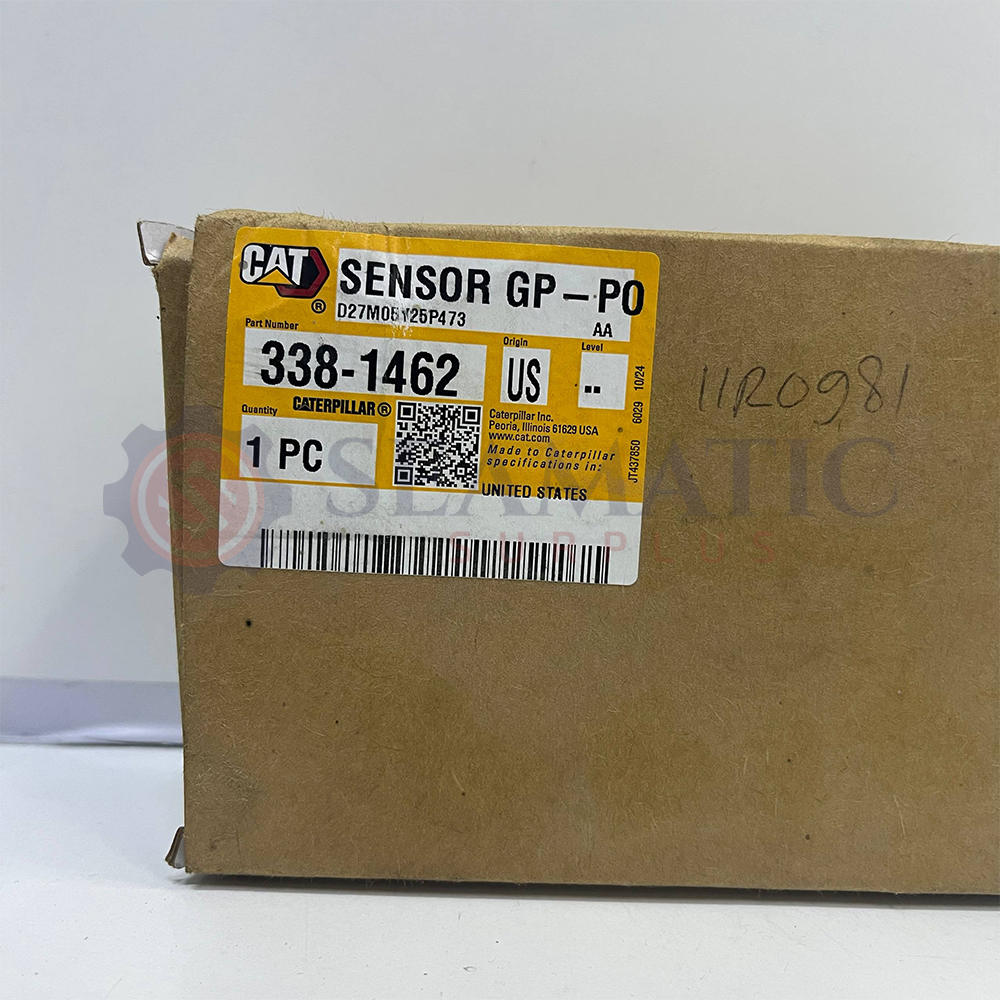 CAT
®
SENSOR GP – PO
D27M05Y25P473
AA
Part Number
338-1462
Origin
US
Level
--
Quantity
1 PC
CATERPILLAR®
Caterpillar Inc.
Peoria, Illinois 61629 USA
www.cat.com
Made to Caterpillar
specifications in:
UNITED STATES
JT437850 6029 10/24
11R0981
SEAMATIC
SURPLUS